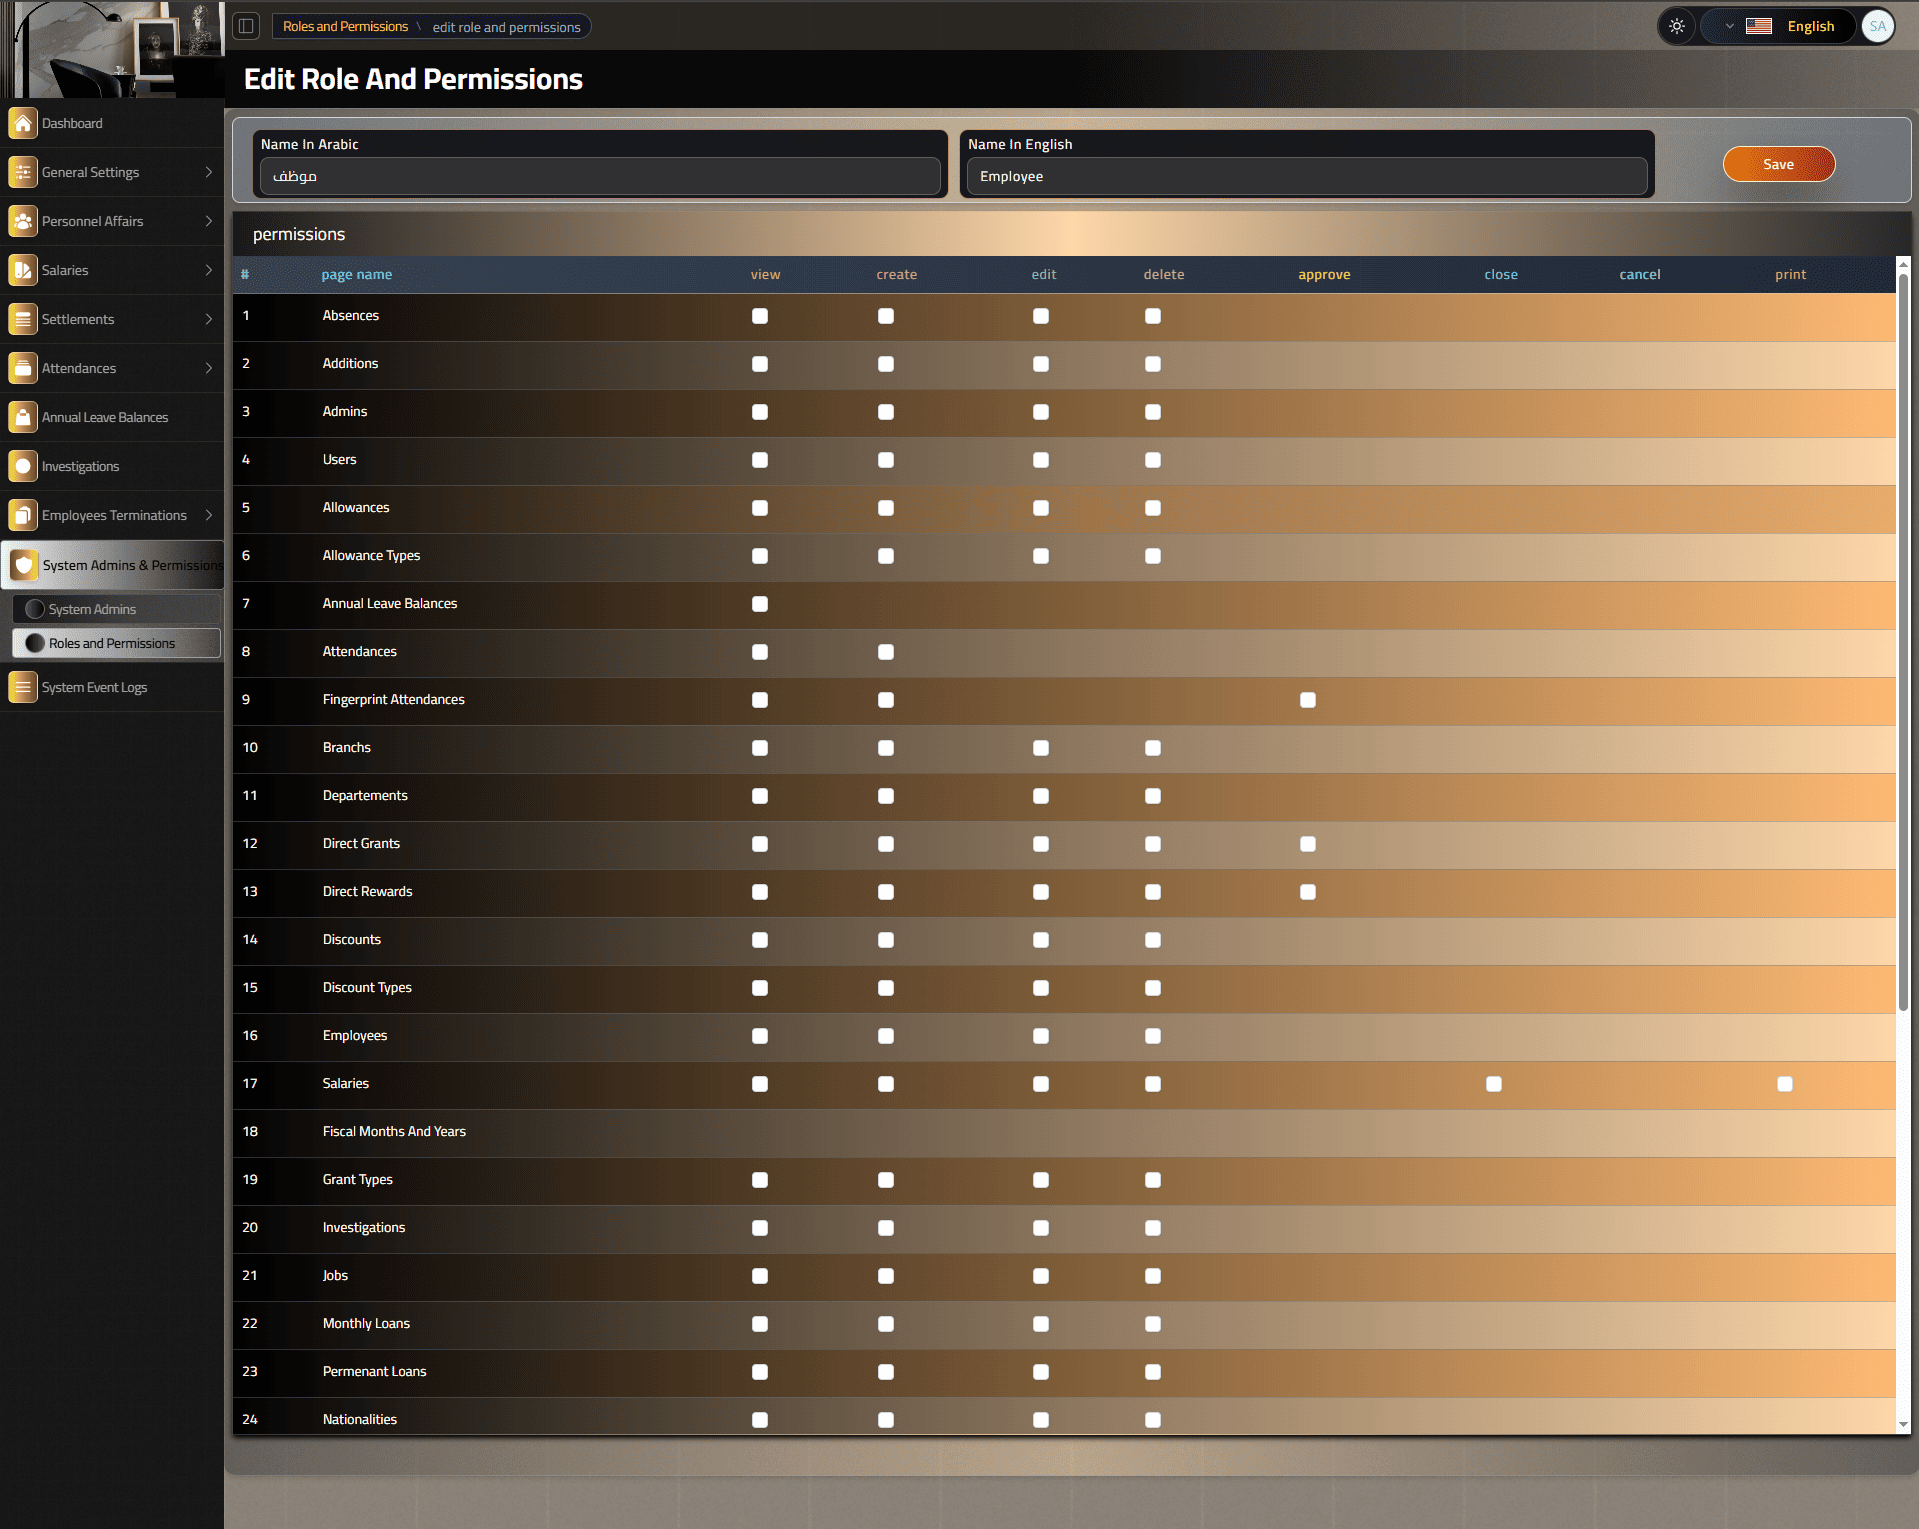 Roles and Permissions \ edit role and permissions
English
SA
Edit Role And Permissions
Dashboard
General Settings
Personnel Affairs
Salaries
Settlements
Attendances
Annual Leave Balances
Investigations
Employees Terminations
System Admins & Permissions
System Admins
Roles and Permissions
System Event Logs
Name In Arabic
موظف
Name In English
Employee
Save
permissions
# page name view create edit delete approve close cancel print
1 Absences
2 Additions
3 Admins
4 Users
5 Allowances
6 Allowance Types
7 Annual Leave Balances
8 Attendances
9 Fingerprint Attendances
10 Branchs
11 Departements
12 Direct Grants
13 Direct Rewards
14 Discounts
15 Discount Types
16 Employees
17 Salaries
18 Fiscal Months And Years
19 Grant Types
20 Investigations
21 Jobs
22 Monthly Loans
23 Permenant Loans
24 Nationalities